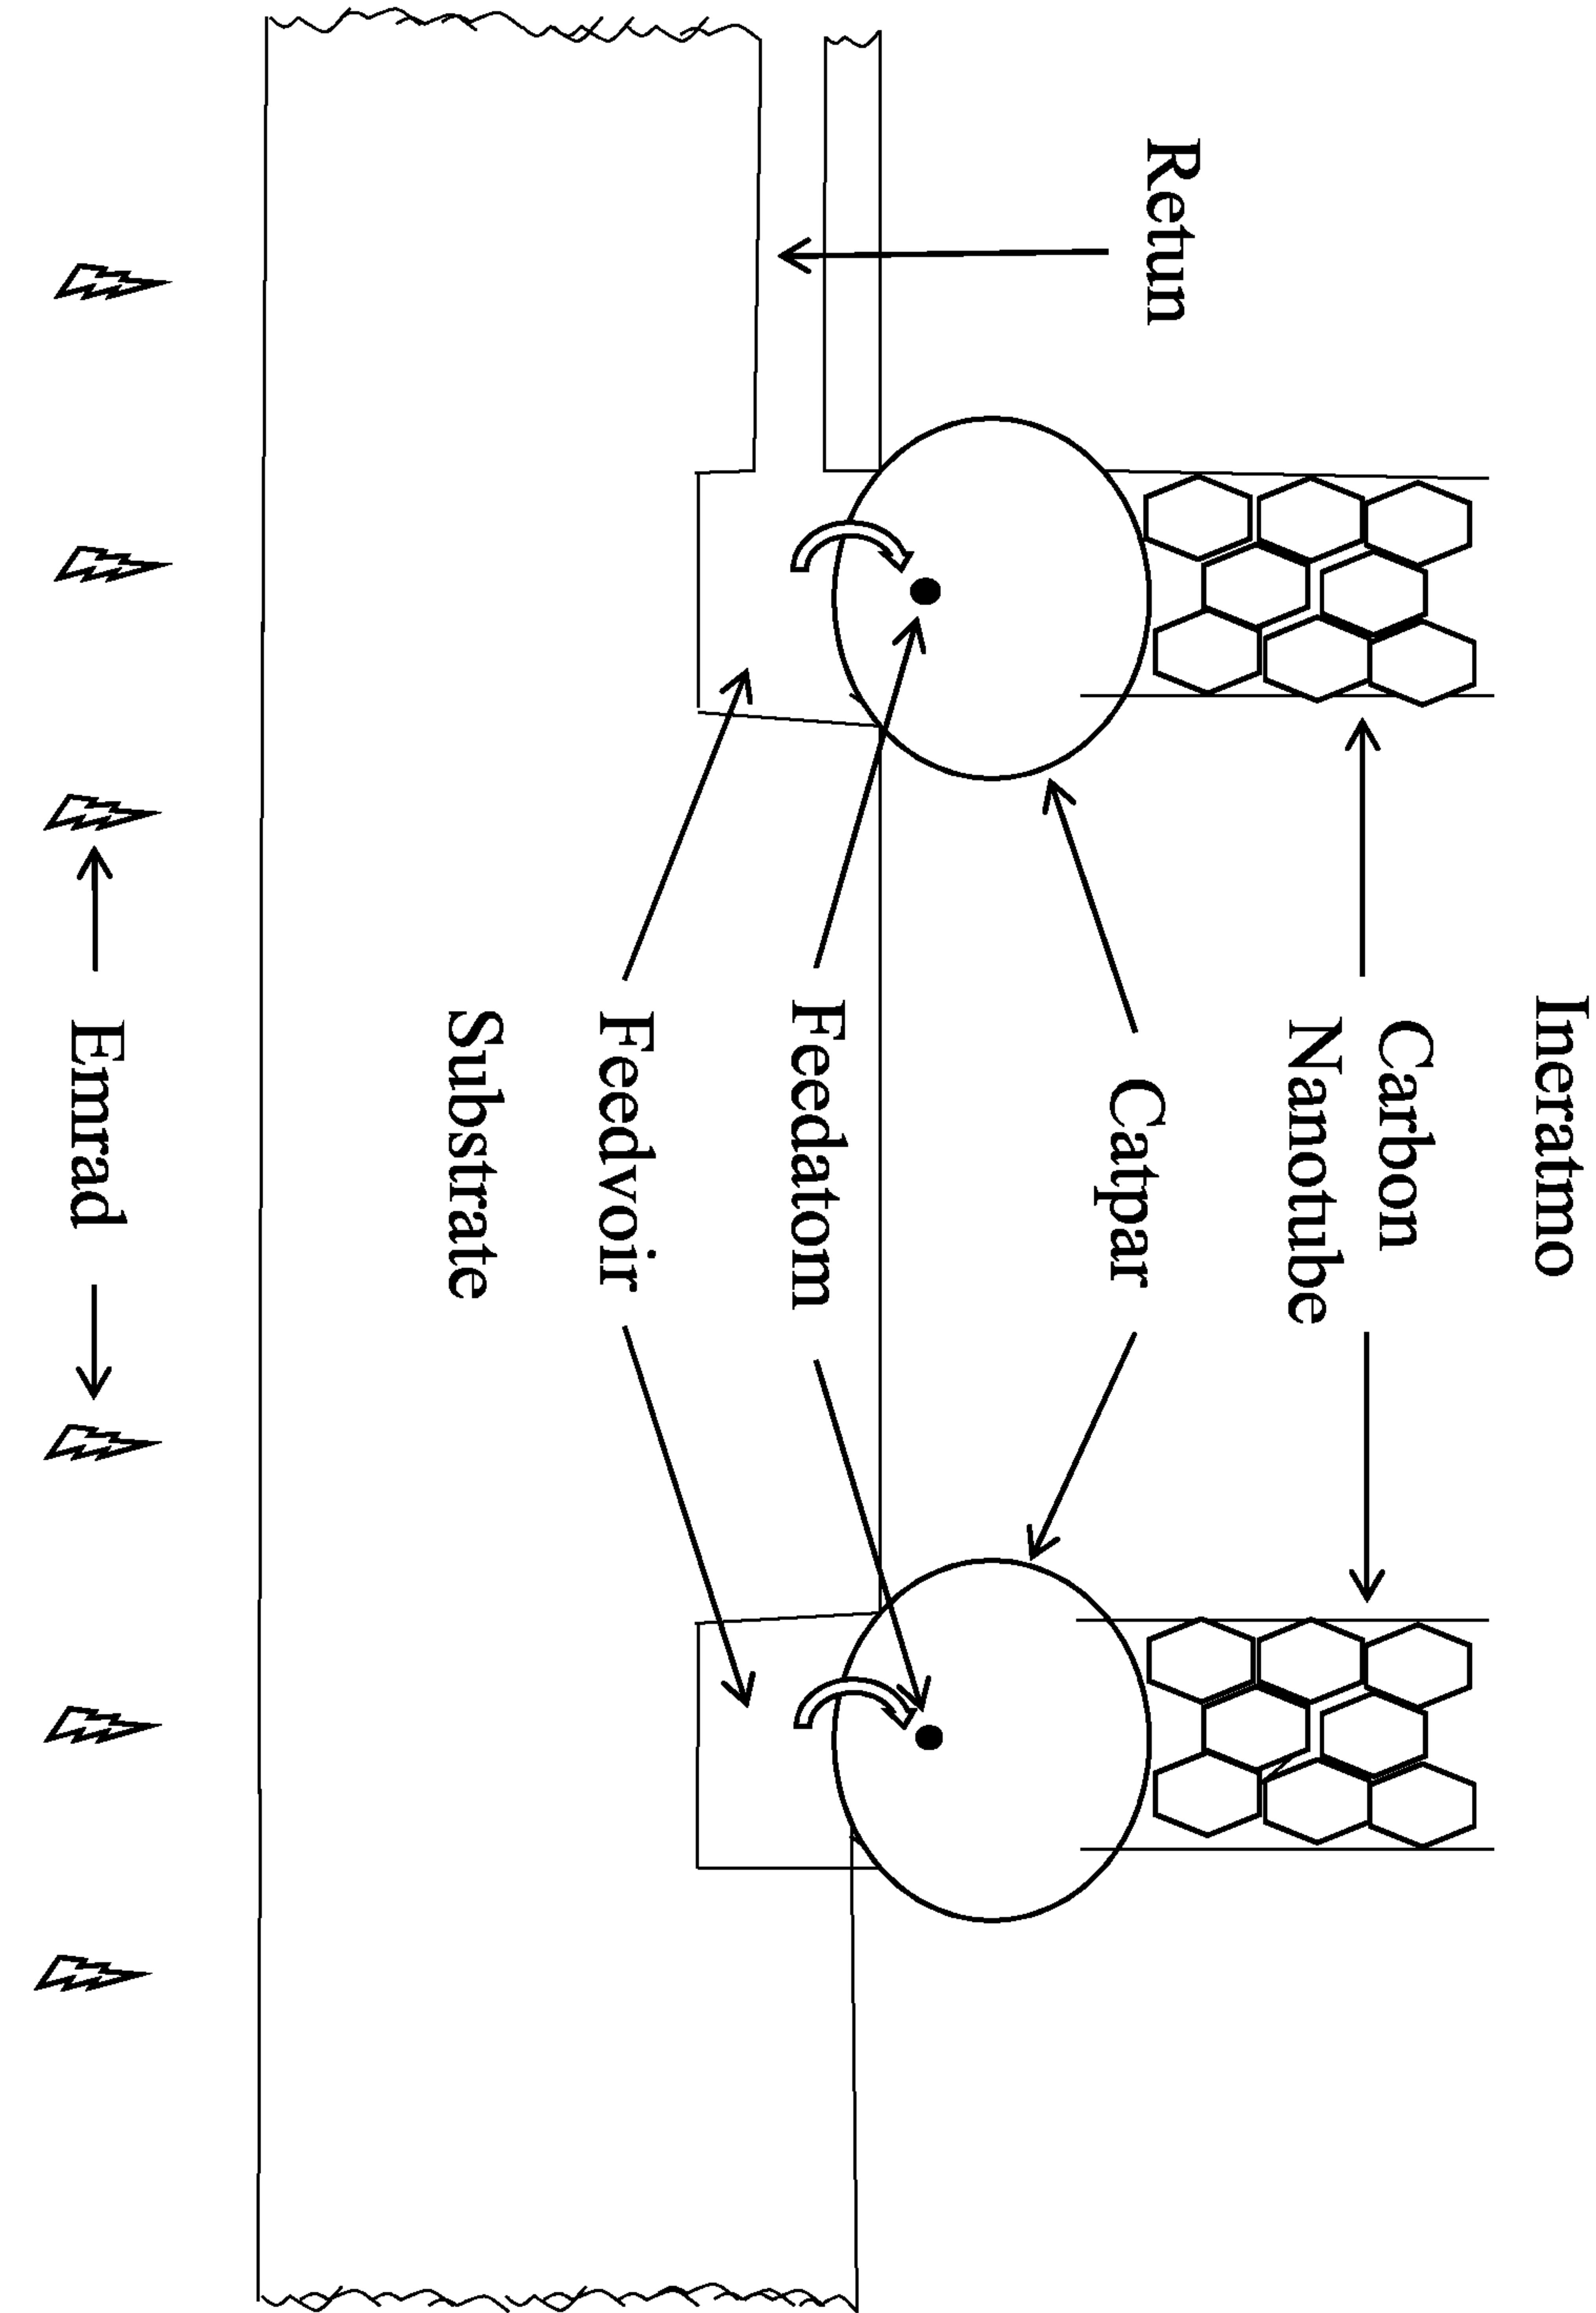 Ineratmo
Carbon
Nanotube
Retun
Catpar
Feedatom
Feedvoir
Substrate
Emrad